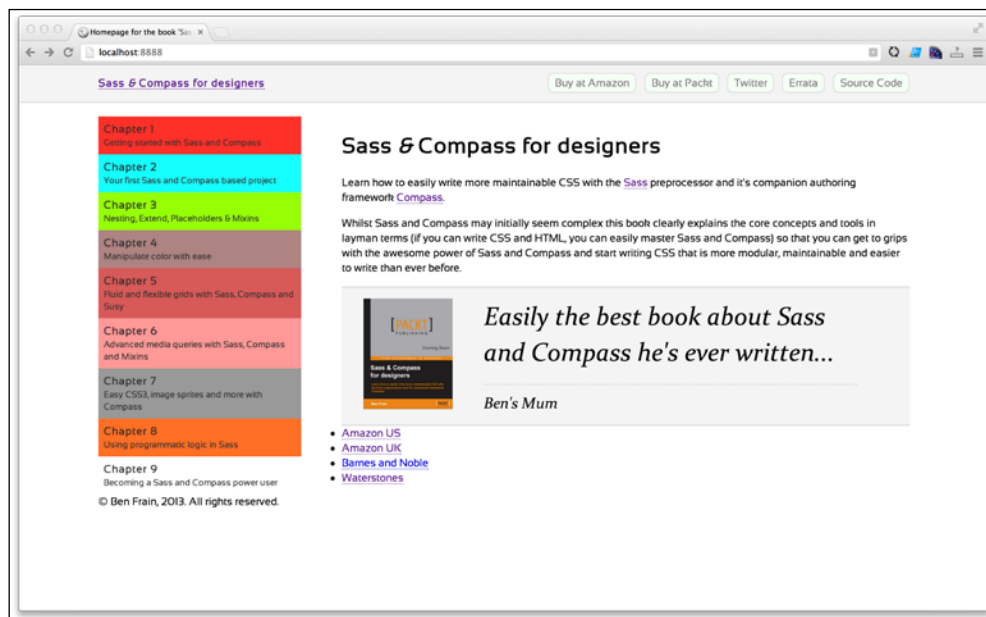 Homepage for the book 'Sas
localhost:8888
Sass & Compass for designers
Buy at Amazon
Buy at Packt
Twitter
Errata
Source Code
Chapter 1
Getting started with Sass and Compass
Chapter 2
Your first Sass and Compass based project
Chapter 3
Nesting, Extend, Placeholders & Mixins
Chapter 4
Manipulate color with ease
Chapter 5
Fluid and flexible grids with Sass, Compass and
Susy
Chapter 6
Advanced media queries with Sass, Compass
and Mixins
Chapter 7
Easy CSS3, image sprites and more with
Compass
Chapter 8
Using programmatic logic in Sass
Chapter 9
Becoming a Sass and Compass power user
© Ben Frain, 2013. All rights reserved.
Sass & Compass for designers
Learn how to easily write more maintainable CSS with the Sass preprocessor and it's companion authoring
framework Compass.
Whilst Sass and Compass may initially seem complex this book clearly explains the core concepts and tools in
layman terms (if you can write CSS and HTML, you can easily master Sass and Compass) so that you can get to grips
with the awesome power of Sass and Compass and start writing CSS that is more modular, maintainable and easier
to write than ever before.
[PACKT]
PUBLISHING
Sass & Compass
for designers
Ben Frain
Easily the best book about Sass
and Compass he's ever written...
Ben's Mum
Amazon US
Amazon UK
Barnes and Noble
Waterstones